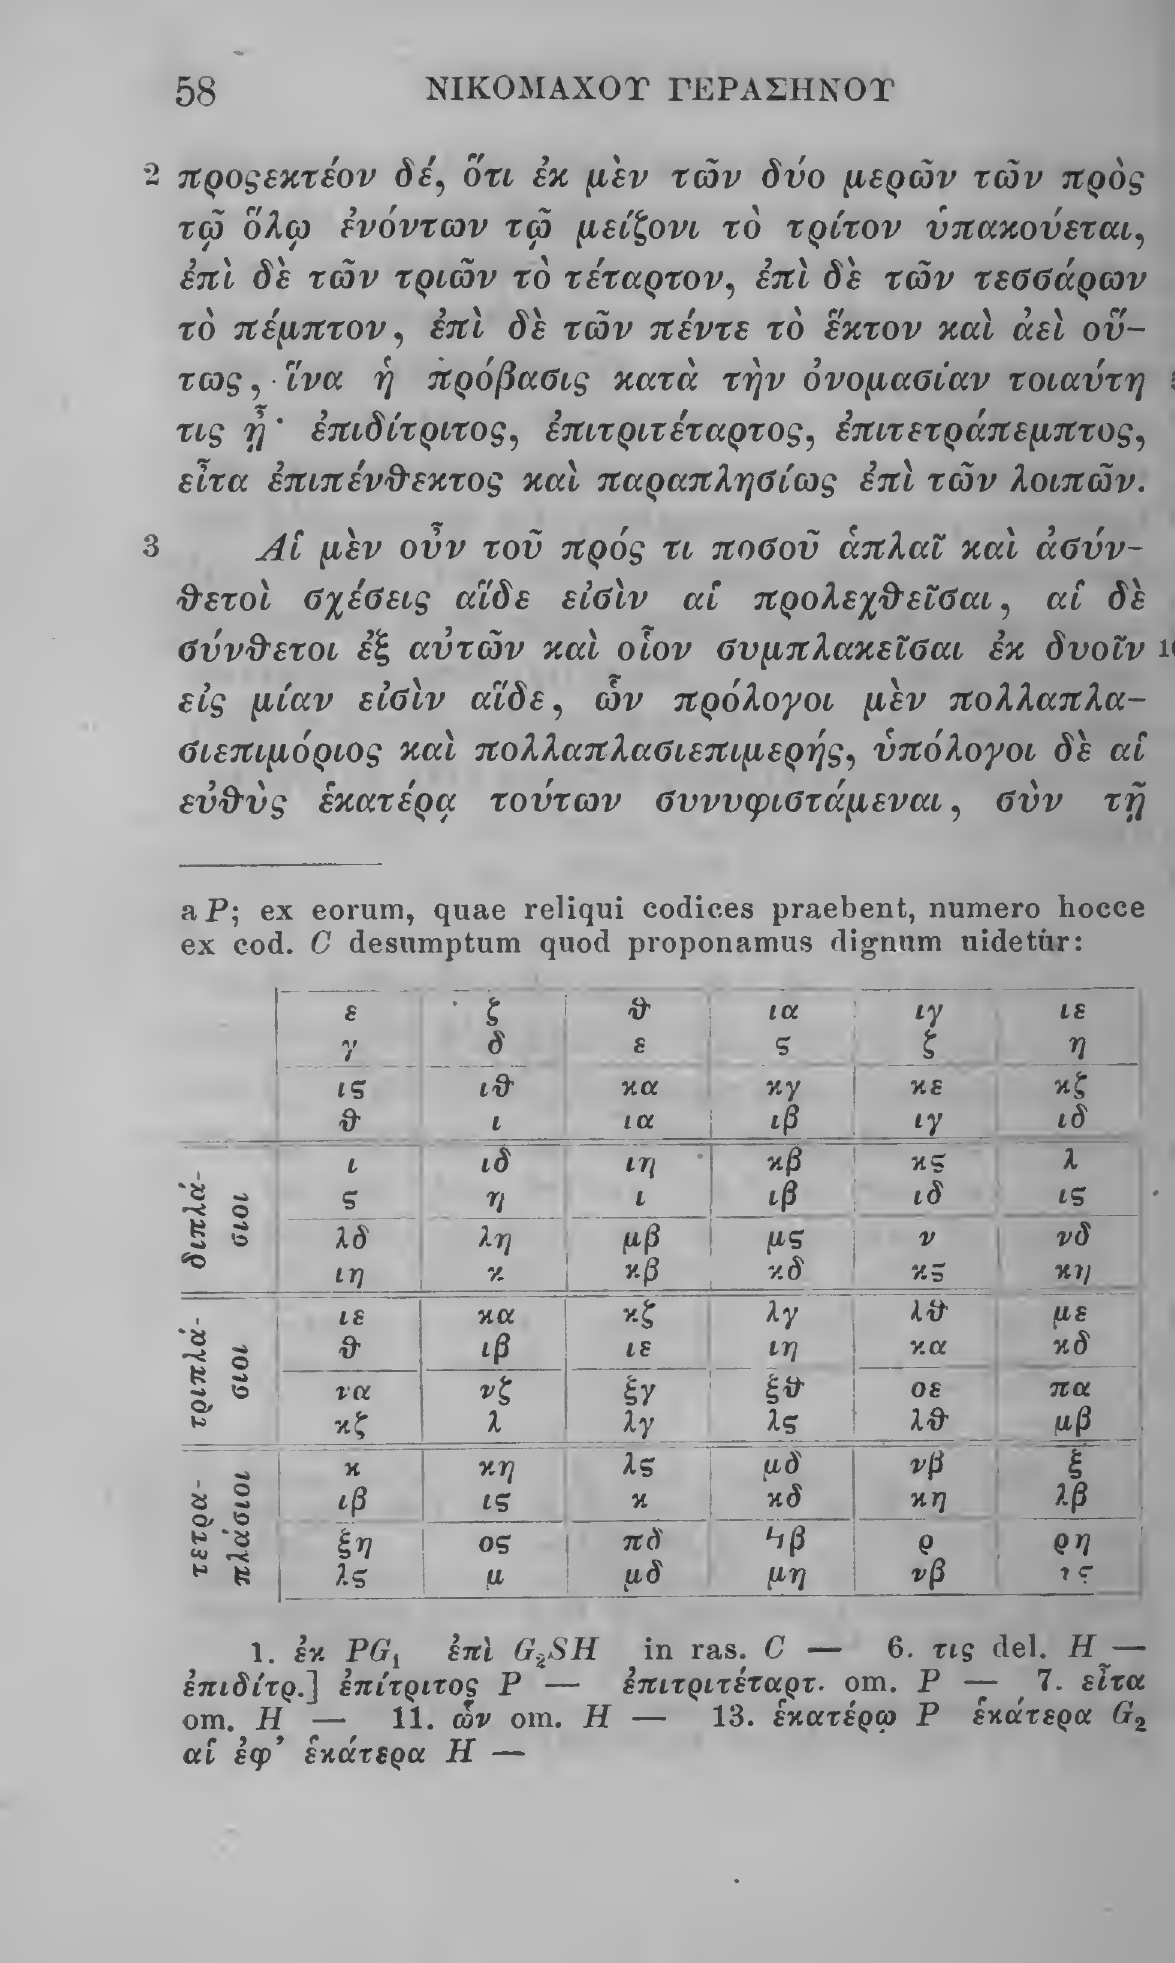 58 ΝΙΚΟΜΑΧΟΥ ΓΕΡΑΣΗΝΟΥ
2 προςεκτέον δέ, ὅτι ἐκ μὲν τῶν δύο μερῶν τῶν πρὸς
τῷ ὅλῳ ἐνόντων τῷ μείζονι τὸ τρίτον ὑπακούεται,
ἐπὶ δὲ τῶν τριῶν τὸ τέταρτον, ἐπὶ δὲ τῶν τεσσάρων
τὸ πέμπτον, ἐπὶ δὲ τῶν πέντε τὸ ἕκτον καὶ ἀεὶ οὕ-
τως, ἵνα ἡ πρόβασις κατὰ τὴν ὀνομασίαν τοιαύτη
τις ᾖ· ἐπιδίτριτος, ἐπιτριτέταρτος, ἐπιτετράπεμπτος,
εἶτα ἐπιπένθεκτος καὶ παραπλησίως ἐπὶ τῶν λοιπῶν.
3 Αἱ μὲν οὖν τοῦ πρός τι ποσοῦ ἁπλαῖ καὶ ἀσύν-
θετοι σχέσεις αἵδε εἰσὶν αἱ προλεχθεῖσαι, αἱ δὲ
σύνθετοι ἐξ αὐτῶν καὶ οἷον συμπλακεῖσαι ἐκ δυοῖν
εἰς μίαν εἰσὶν αἵδε, ὧν πρόλογοι μὲν πολλαπλα-
σιεπιμόριος καὶ πολλαπλασιεπιμερής, ὑπόλογοι δὲ αἱ
εὐθὺς ἑκατέρᾳ τούτων συνυφιστάμεναι, σὺν τῇ
a P; ex eorum, quae reliqui codices praebent, numero hocce
ex cod. C desumptum quod proponamus dignum uidetur:
ε ζ θ ια ιγ ιε
γ δ ε ς ζ η
ις ιθ κα κγ κε κζ
θ ι ια ιβ ιγ ιδ
διπλά-
σιοι
ι ιδ ιη κβ κς λ
ς η ι ιβ ιδ ις
λδ λη μβ μς ν νδ
ιη κ κβ κδ κς κη
τριπλά-
σιοι
ιε κα κζ λγ λθ με
θ ιβ ιε ιη κα κδ
να νζ ξγ ξθ οε πα
κζ λ λγ λς λθ μβ
τετρα-
πλάσιοι
κ κη λς μδ νβ ξ
ιβ ις κ κδ κη λβ
ξη ος πδ ϟβ ρ ρη
λς μ μδ μη νβ
1. ἐκ PG₁ ἐπὶ G₂SH in ras. C — 6. τις del. H —
ἐπιδίτρ.] ἐπίτριτος P — ἐπιτριτέταρτ. om. P — 7. εἶτα
om. H — 11. ὧν om. H — 13. ἑκατέρῳ P ἑκάτερα G₂
αἱ ἐφ’ ἑκάτερα H —